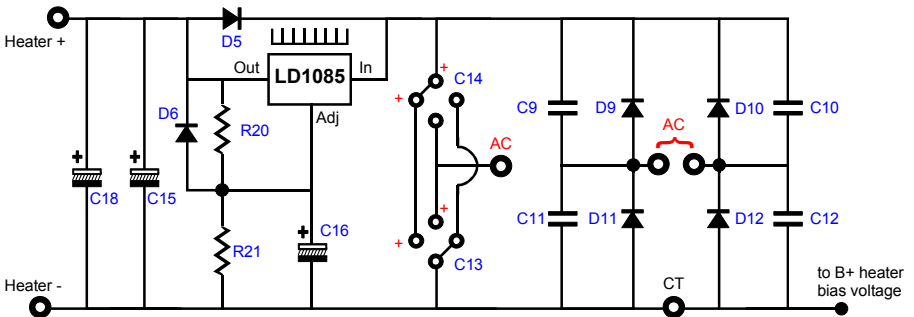 Heater +
D5
Out
LD1085
In
Adj
D6
R20
+
C18
+
C15
R21
+
C16
+
+
C14
AC
+
+
C13
C9
D9
D10
C10
AC
C11
D11
D12
C12
Heater -
CT
to B+ heater
bias voltage